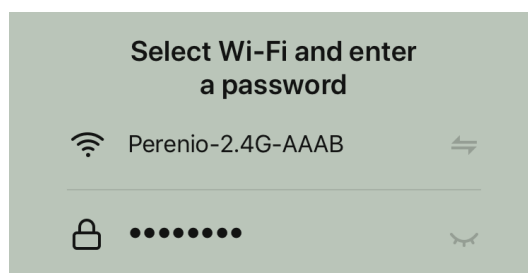 Select Wi-Fi and enter
a password
Perenio-2.4G-AAAB
••••••••